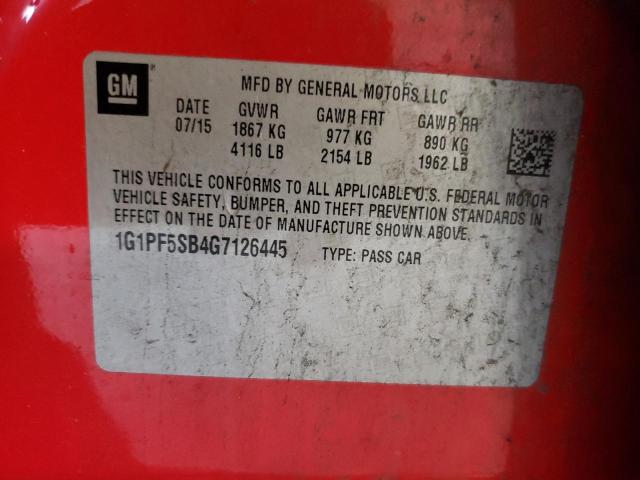 GM
MFD BY GENERAL MOTORS LLC
DATE GVWR GAWR FRT GAWR RR
07/15 1867 KG 977 KG 890 KG
4116 LB 2154 LB 1962 LB
THIS VEHICLE CONFORMS TO ALL APPLICABLE U.S. FEDERAL MOTOR
VEHICLE SAFETY, BUMPER, AND THEFT PREVENTION STANDARDS IN
EFFECT ON THE DATE OF MANUFACTURE SHOWN ABOVE.
1G1PF5SB4G7126445 TYPE: PASS CAR